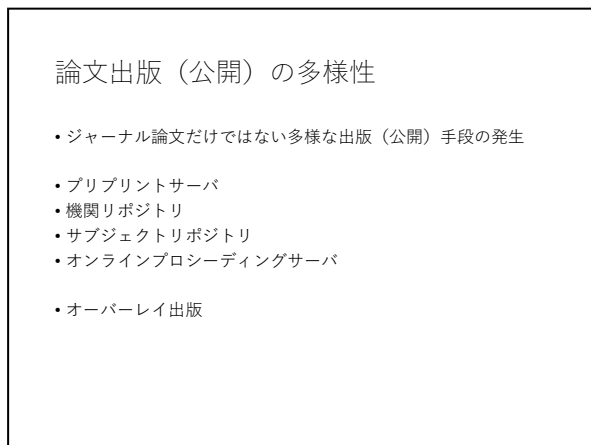 論文出版（公開）の多様性
• ジャーナル論文だけではない多様な出版（公開）手段の発生
• プリプリントサーバ
• 機関リポジトリ
• サブジェクトリポジトリ
• オンラインプロシーディングサーバ
• オーバーレイ出版